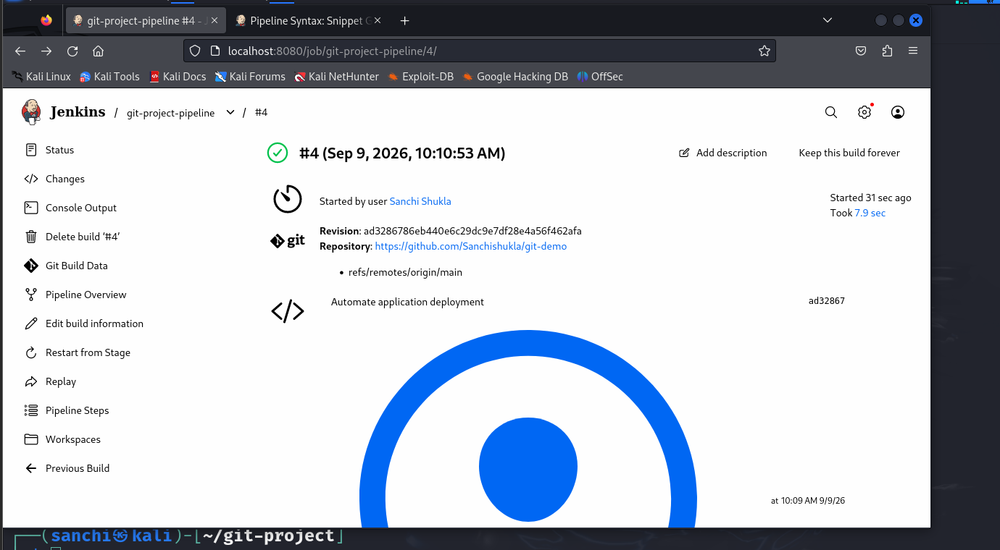 git-project-pipeline #4 - J
Pipeline Syntax: Snippet G
localhost:8080/job/git-project-pipeline/4/
Kali Linux
Kali Tools
Kali Docs
Kali Forums
Kali NetHunter
Exploit-DB
Google Hacking DB
OffSec
Jenkins / git-project-pipeline / #4
Status
Changes
Console Output
Delete build ‘#4’
Git Build Data
Pipeline Overview
Edit build information
Restart from Stage
Replay
Pipeline Steps
Workspaces
Previous Build
#4 (Sep 9, 2026, 10:10:53 AM)
Add description
Keep this build forever
Started by user Sanchi Shukla
Started 31 sec ago
Took 7.9 sec
git
Revision: ad3286786eb440e6c29dc9e7df28e4a56f462afa
Repository: https://github.com/Sanchishukla/git-demo
• refs/remotes/origin/main
Automate application deployment
ad32867
at 10:09 AM 9/9/26
┌──(sanchi㉿kali)-[~/git-project]